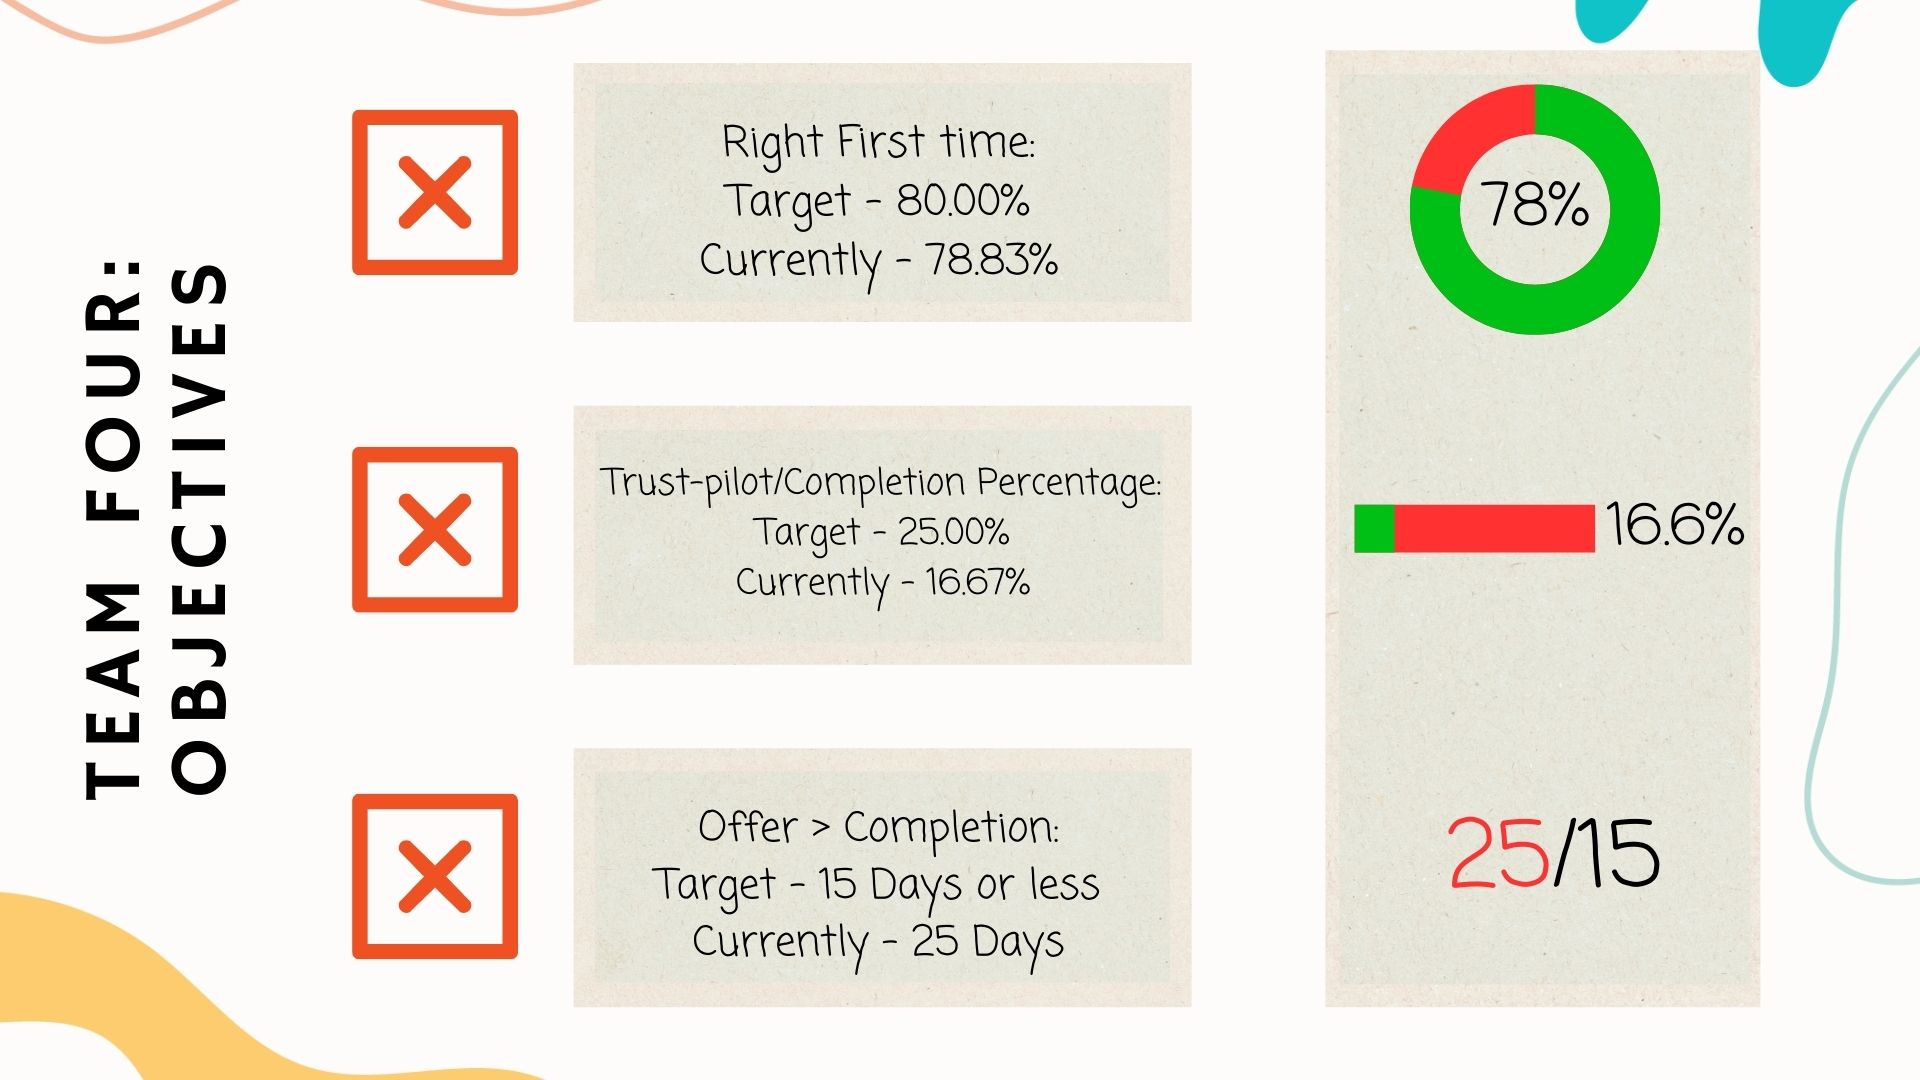 TEAM FOUR:
OBJECTIVES
Right First time:
Target - 80.00%
Currently - 78.83%
78%
Trust-pilot/Completion Percentage:
Target - 25.00%
Currently - 16.67%
16.6%
Offer > Completion:
Target - 15 Days or less
Currently - 25 Days
25/15